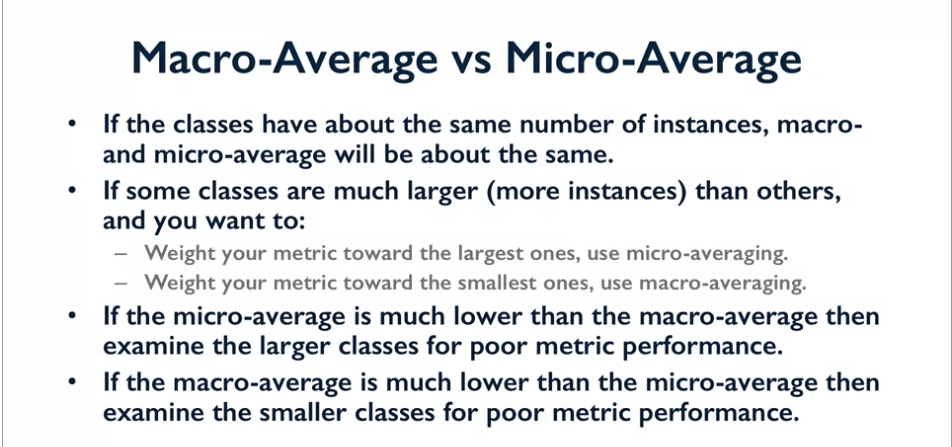 Macro-Average vs Micro-Average
• If the classes have about the same number of instances, macro-
and micro-average will be about the same.
• If some classes are much larger (more instances) than others,
and you want to:
– Weight your metric toward the largest ones, use micro-averaging.
– Weight your metric toward the smallest ones, use macro-averaging.
• If the micro-average is much lower than the macro-average then
examine the larger classes for poor metric performance.
• If the macro-average is much lower than the micro-average then
examine the smaller classes for poor metric performance.